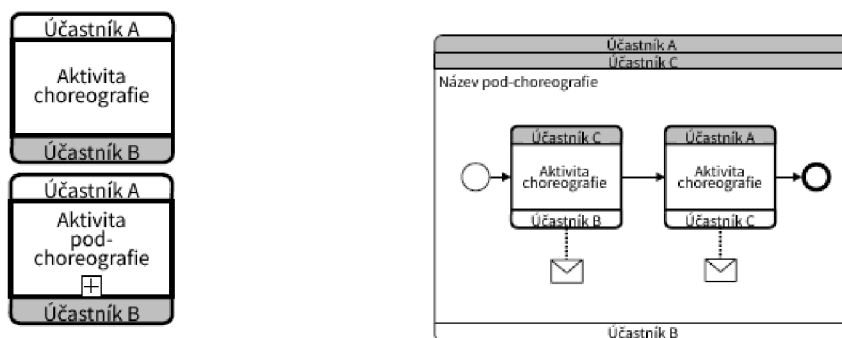 Účastník A
Aktivita
choreografie
Účastník B
Účastník A
Aktivita
pod-
choreografie
Účastník B
Účastník A
Účastník C
Název pod-choreografie
Účastník C
Aktivita
choreografie
Účastník B
Účastník A
Aktivita
choreografie
Účastník C
Účastník B